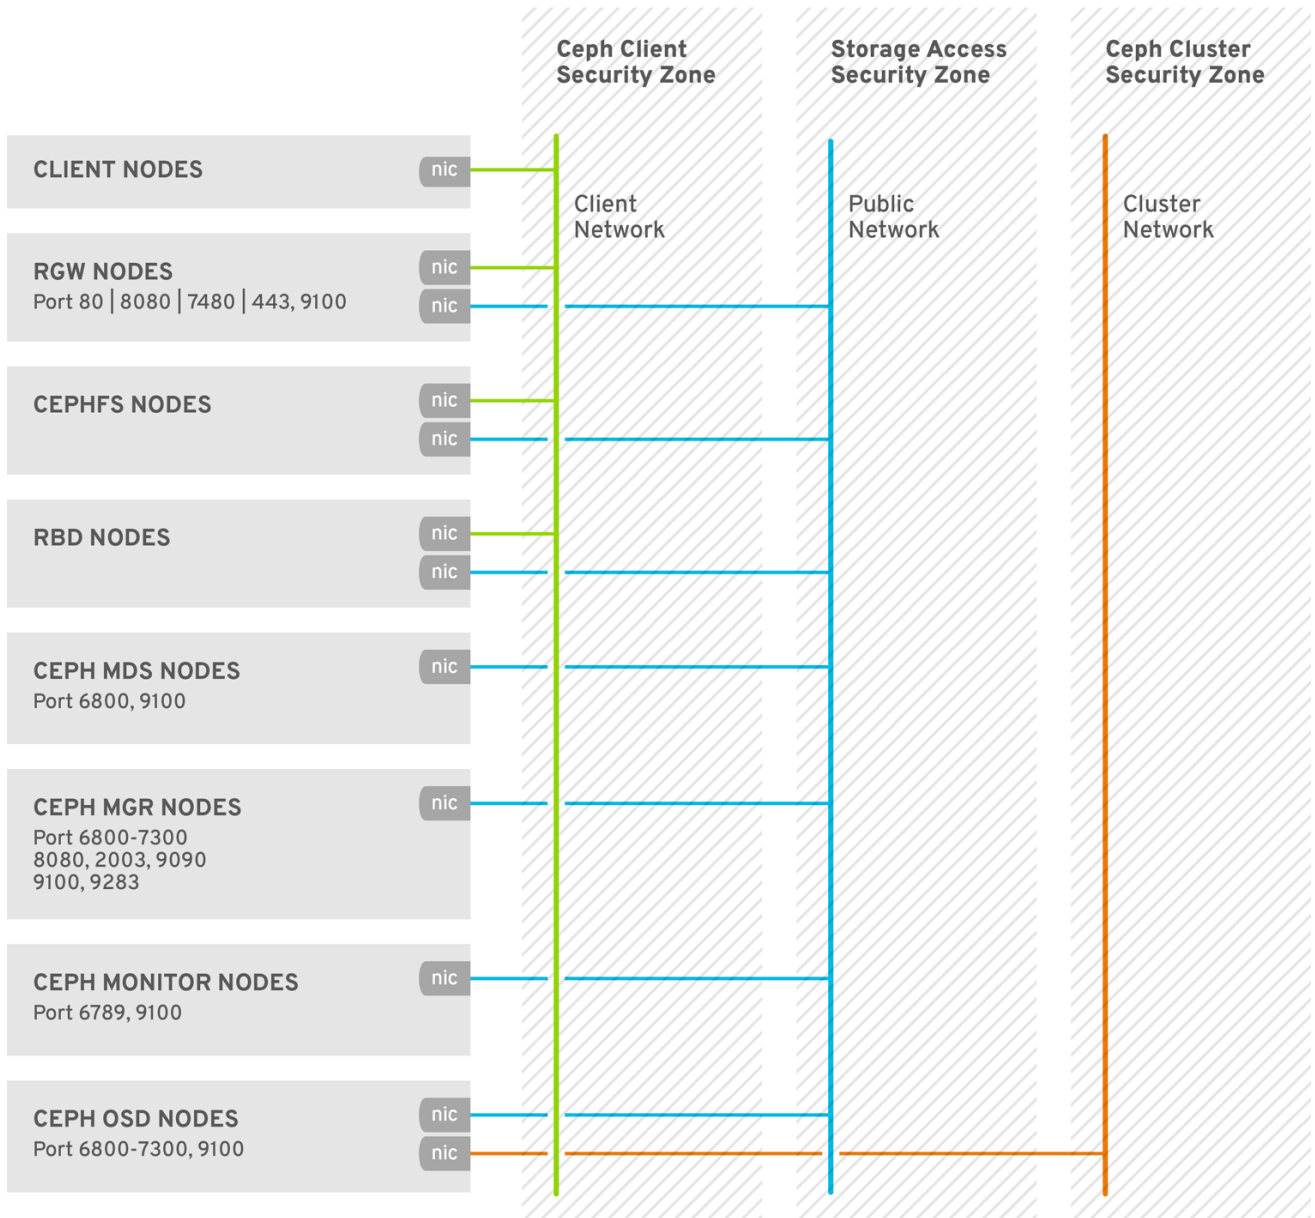 Ceph Client
Security Zone
Storage Access
Security Zone
Ceph Cluster
Security Zone
CLIENT NODES
nic
Client
Network
Public
Network
Cluster
Network
RGW NODES
Port 80 | 8080 | 7480 | 443, 9100
nic
nic
CEPHFS NODES
nic
nic
RBD NODES
nic
nic
CEPH MDS NODES
Port 6800, 9100
nic
CEPH MGR NODES
Port 6800-7300
8080, 2003, 9090
9100, 9283
nic
CEPH MONITOR NODES
Port 6789, 9100
nic
CEPH OSD NODES
Port 6800-7300, 9100
nic
nic